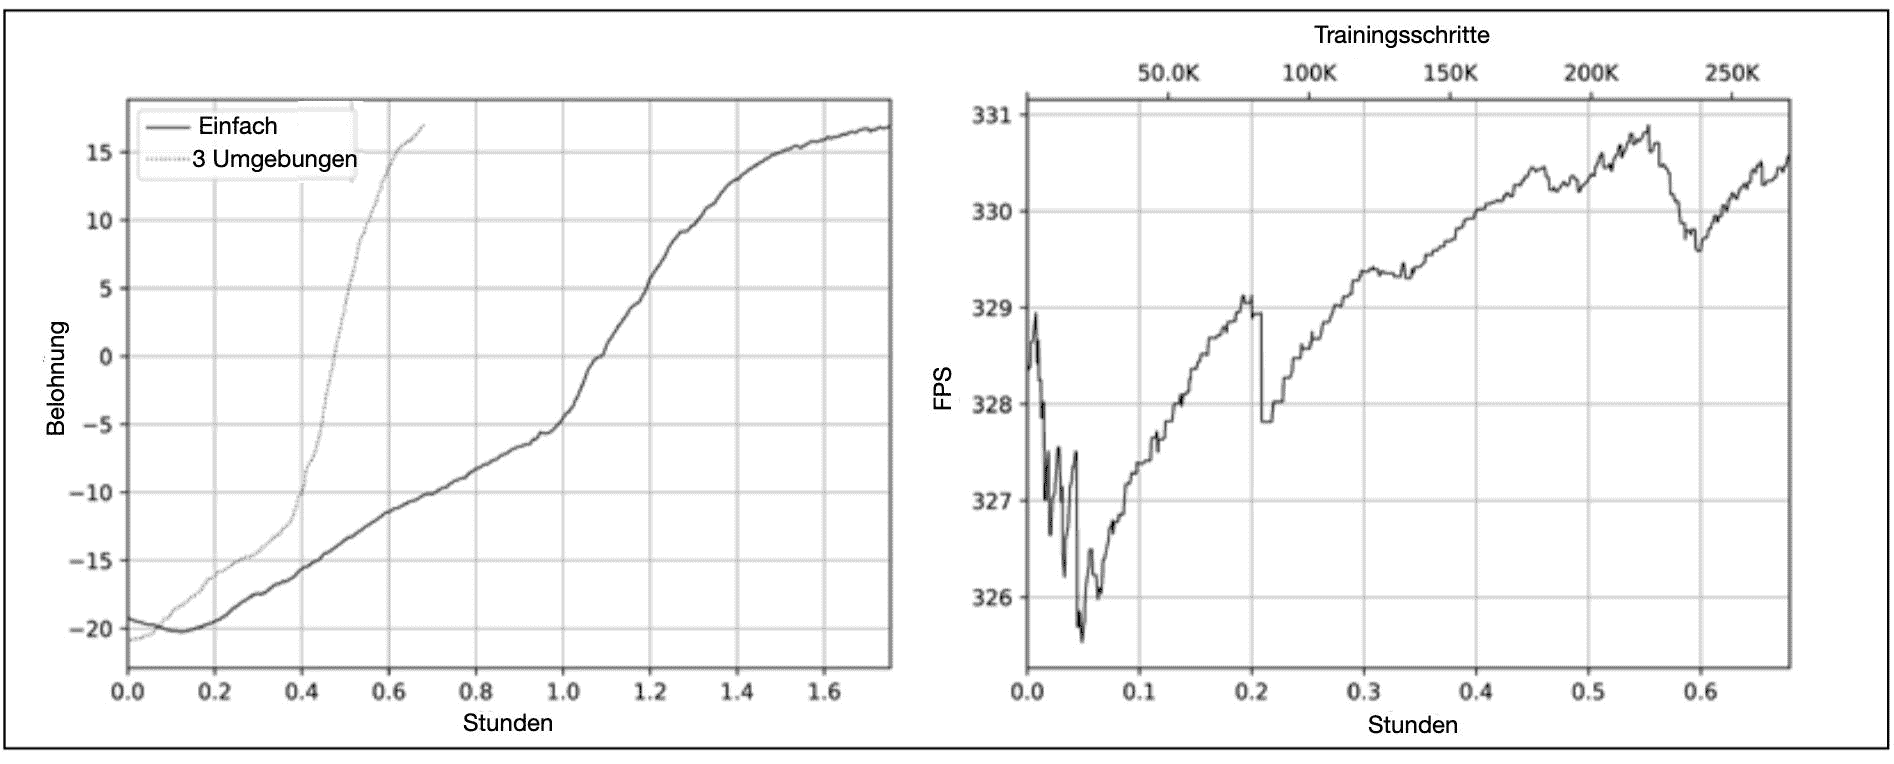 Einfach
3 Umgebungen
15
10
5
0
−5
−10
−15
−20
Belohnung
0.0 0.2 0.4 0.6 0.8 1.0 1.2 1.4 1.6
Stunden
Trainingsschritte
50.0K 100K 150K 200K 250K
331
330
329
328
327
326
FPS
0.0 0.1 0.2 0.3 0.4 0.5 0.6
Stunden